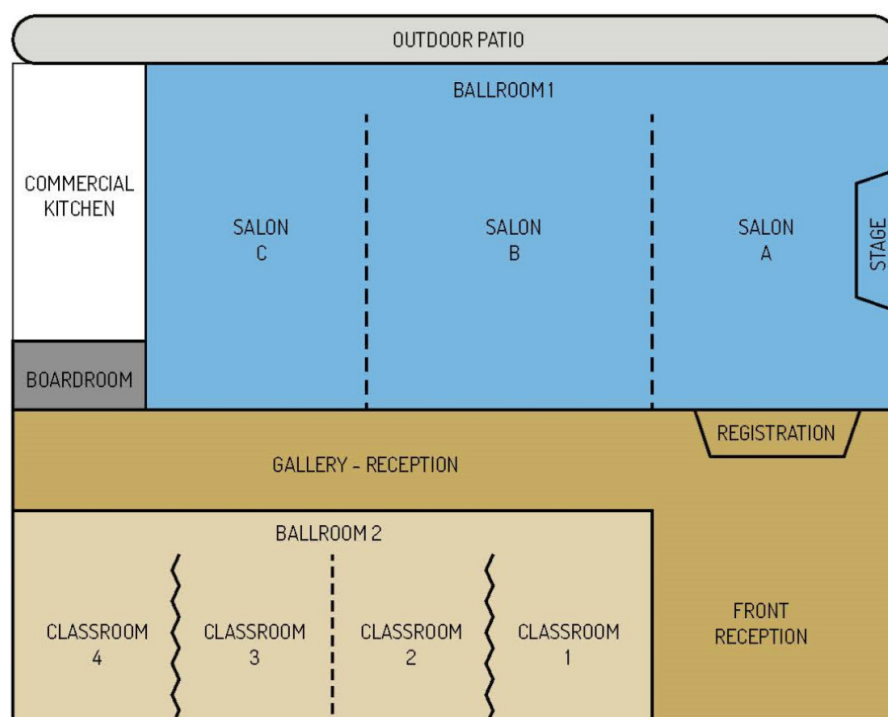 OUTDOOR PATIO
BALLROOM 1
COMMERCIAL
KITCHEN
SALON
C
SALON
B
SALON
A
STAGE
BOARDROOM
REGISTRATION
GALLERY - RECEPTION
BALLROOM 2
CLASSROOM
4
CLASSROOM
3
CLASSROOM
2
CLASSROOM
1
FRONT
RECEPTION